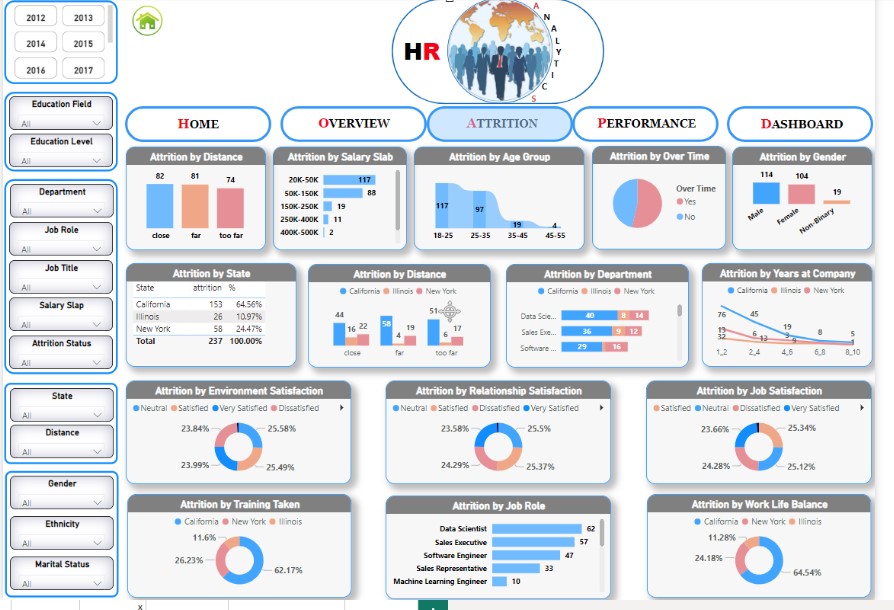 2012 2013
2014 2015
2016 2017
Education Field
All
Education Level
All
Department
All
Job Role
All
Job Title
All
Salary Slap
All
Attrition Status
All
State
All
Distance
All
Gender
All
Ethnicity
All
Marital Status
All
HR
ANALYTICS
HOME OVERVIEW ATTRITION PERFORMANCE DASHBOARD
Attrition by Distance
82 81 74
close far too far
Attrition by Salary Slab
20K-50K 117
50K-150K 88
150K-250K 19
250K-400K 11
400K-500K 2
Attrition by Age Group
117 97 19 4
18-25 25-35 35-45 45-55
Attrition by Over Time
Over Time
Yes
No
Attrition by Gender
114 104 19
Male Female Non-Binary
Attrition by State
State attrition %
California 153 64.56%
Illinois 26 10.97%
New York 58 24.47%
Total 237 100.00%
Attrition by Distance
California Illinois New York
44 16 22 58 4 19 51 6 17
close far too far
Attrition by Department
California Illinois New York
Data Scie... 40 8 14
Sales Exe... 36 9 12
Software ... 29 16
Attrition by Years at Company
California Illinois New York
76 45 19 8 5
13 6 13 3 9 1
32
1,2 2,4 4,6 6,8 8,10
Attrition by Environment Satisfaction
Neutral Satisfied Very Satisfied Dissatisfied
23.84% 25.58%
23.99% 25.49%
Attrition by Relationship Satisfaction
Neutral Satisfied Dissatisfied Very Satisfied
23.58% 25.5%
24.29% 25.37%
Attrition by Job Satisfaction
Satisfied Neutral Dissatisfied Very Satisfied
23.66% 25.34%
24.28% 25.12%
Attrition by Training Taken
California New York Illinois
11.6%
26.23%
62.17%
Attrition by Job Role
Data Scientist 62
Sales Executive 57
Software Engineer 47
Sales Representative 33
Machine Learning Engineer 10
Attrition by Work Life Balance
California New York Illinois
11.28%
24.18%
64.54%
x